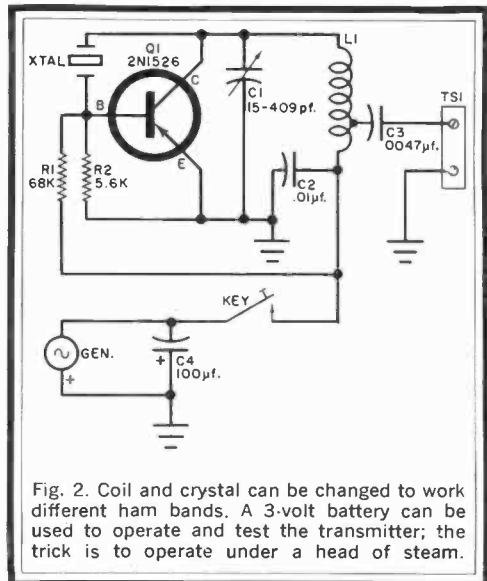 L1
Q1
2N1526
XTAL
C
TS1
C1
15-409pf.
B
C3
.0047µf.
E
R1
68K
R2
5.6K
C2
.01µf.
KEY
GEN.
+
+
C4
100µf.
Fig. 2. Coil and crystal can be changed to work
different ham bands. A 3-volt battery can be
used to operate and test the transmitter; the
trick is to operate under a head of steam.